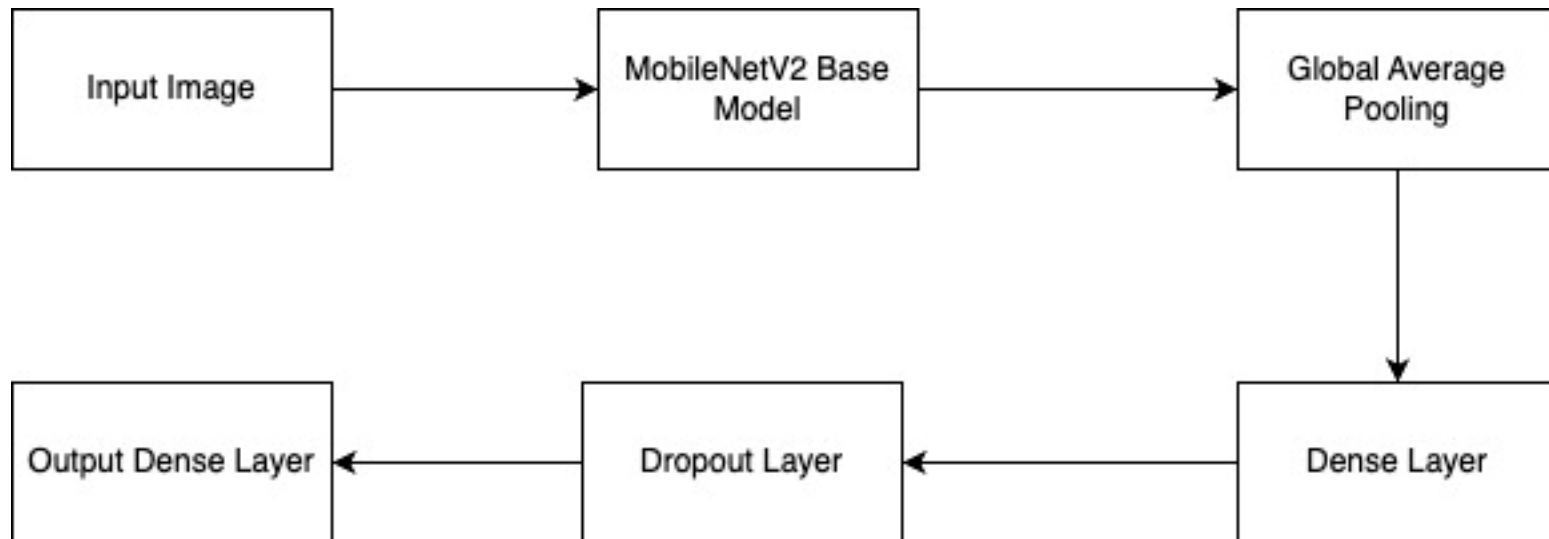 Input Image
MobileNetV2 Base
Model
Global Average
Pooling
Output Dense Layer
Dropout Layer
Dense Layer